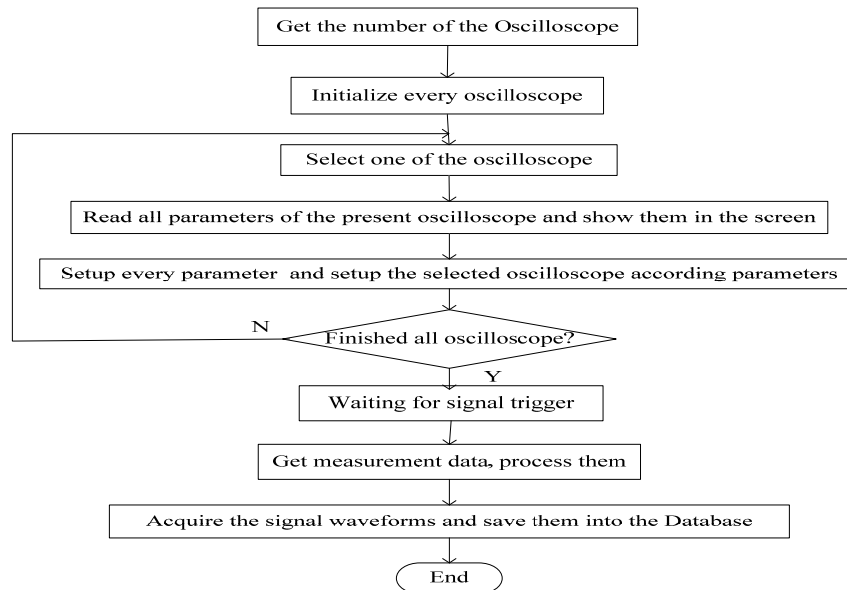 Get the number of the Oscilloscope
Initialize every oscilloscope
Select one of the oscilloscope
Read all parameters of the present oscilloscope and show them in the screen
Setup every parameter and setup the selected oscilloscope according parameters
N
Finished all oscilloscope?
Y
Waiting for signal trigger
Get measurement data, process them
Acquire the signal waveforms and save them into the Database
End